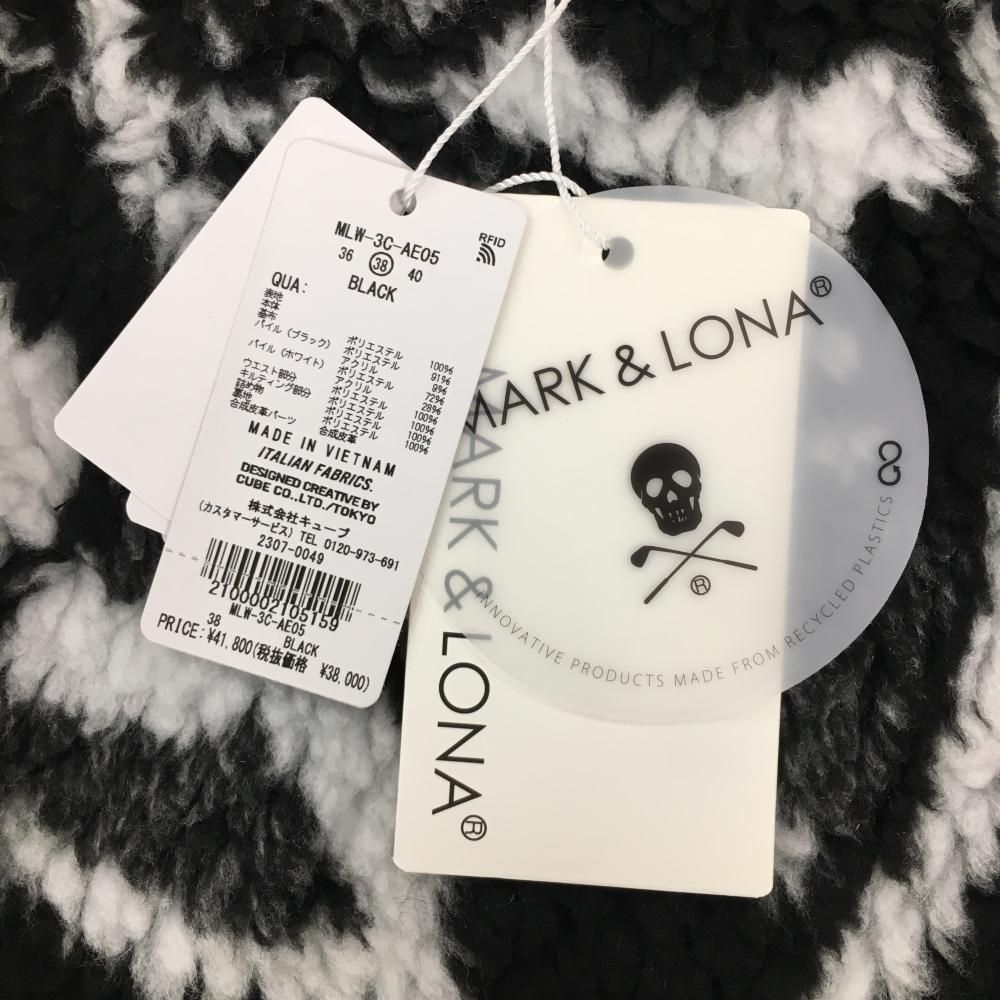 MLW-3C-AE05
RFID
36 38 40
BLACK
QUA:
表地
本体 ポリエステル 100%
基布 ポリエステル 91%
アクリル 9%
パイル(ブラック) ポリエステル 72%
アクリル 28%
パイル(ホワイト) ポリエステル 100%
ウエスト部分 ポリエステル 100%
キルティング部分
詰め物 ポリエステル 100%
裏地
合成皮革パーツ 合成皮革 100%
MADE IN VIETNAM
ITALIAN FABRICS.
DESIGNED CREATIVE BY
CUBE CO.,LTD./TOKYO
株式会社キューブ
(カスタマーサービス) TEL 0120-973-691
2307-0049
2100002105159
38
MLW-3C-AE05
BLACK
PRICE:¥41,800(税抜価格 ¥38,000)
MARK & LONA®
MARK & LONA®
®
INNOVATIVE PRODUCTS MADE FROM RECYCLED PLASTICS